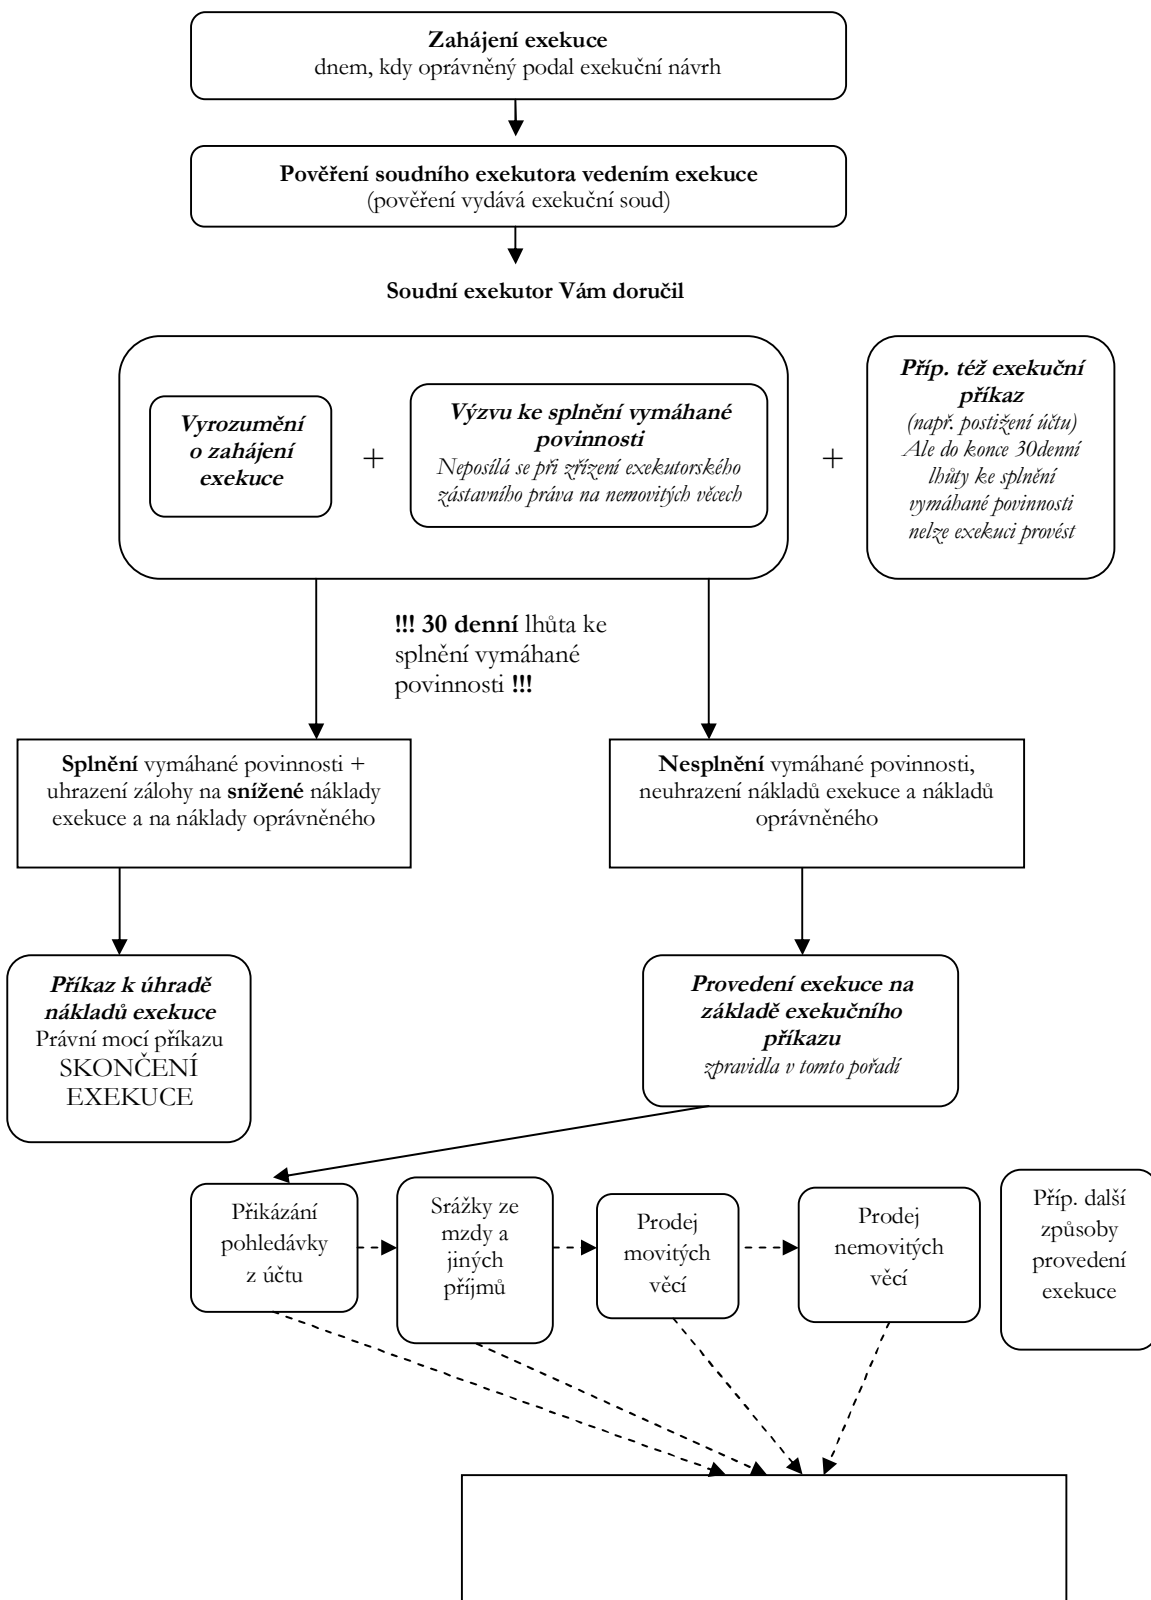 Zahájení exekuce
dnem, kdy oprávněný podal exekuční návrh
Pověření soudního exekutora vedením exekuce
(pověření vydává exekuční soud)
Soudní exekutor Vám doručil
Vyrozumění
o zahájení
exekuce
+
Výzvu ke splnění vymáhané
povinnosti
Neposílá se při zřízení exekutorského
zástavního práva na nemovitých věcech
+
Příp. též exekuční
příkaz
(např. postižení účtu)
Ale do konce 30denní
lhůty ke splnění
vymáhané povinnosti
nelze exekuci provést
!!! 30 denní lhůta ke
splnění vymáhané
povinnosti !!!
Splnění vymáhané povinnosti +
uhrazení zálohy na snížené náklady
exekuce a na náklady oprávněného
Nesplnění vymáhané povinnosti,
neuhrazení nákladů exekuce a nákladů
oprávněného
Příkaz k úhradě
nákladů exekuce
Právní mocí příkazu
SKONČENÍ
EXEKUCE
Provedení exekuce na
základě exekučního
příkazu
zpravidla v tomto pořadí
Přikázání
pohledávky
z účtu
Srážky ze
mzdy a
jiných
příjmů
Prodej
movitých
věcí
Prodej
nemovitých
věcí
Příp. další
způsoby
provedení
exekuce